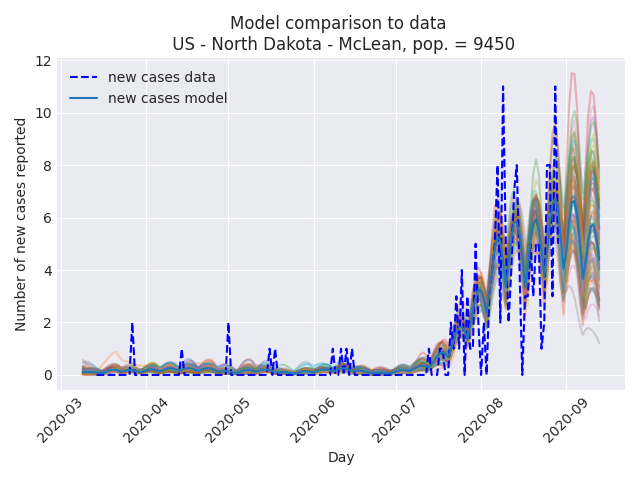 Model comparison to data
US - North Dakota - McLean, pop. = 9450
new cases data
new cases model
Number of new cases reported
12
10
8
6
4
2
0
2020-03
2020-04
2020-05
2020-06
2020-07
2020-08
2020-09
Day